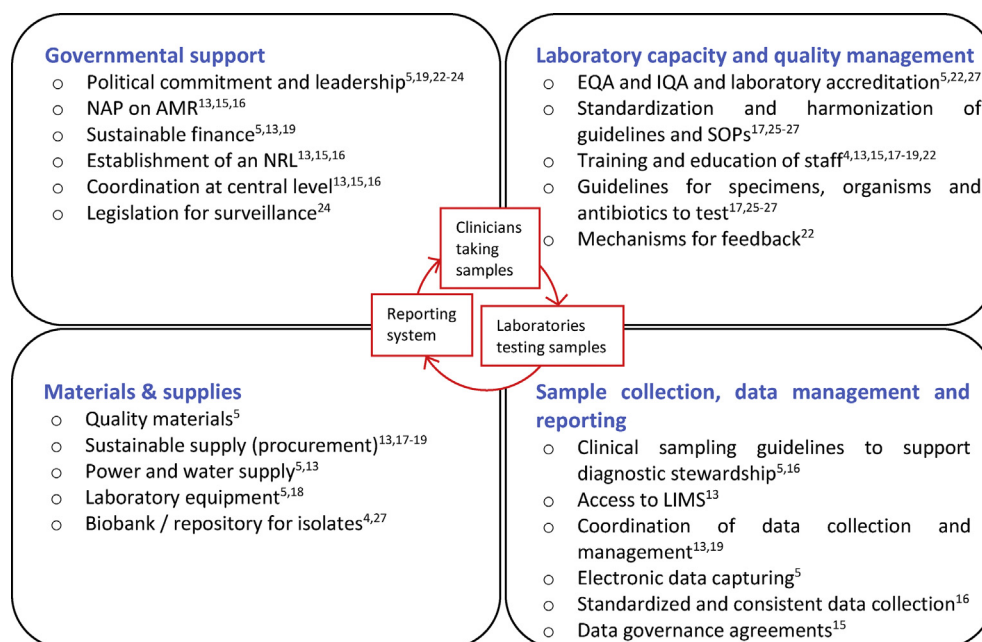 Governmental support
o Political commitment and leadership5,19,22-24
o NAP on AMR13,15,16
o Sustainable finance5,13,19
o Establishment of an NRL13,15,16
o Coordination at central level13,15,16
o Legislation for surveillance24
Laboratory capacity and quality management
o EQA and IQA and laboratory accreditation5,22,27
o Standardization and harmonization of
guidelines and SOPs17,25-27
o Training and education of staff4,13,15,17-19,22
o Guidelines for specimens, organisms and
antibiotics to test17,25-27
o Mechanisms for feedback22
Clinicians
taking
samples
Reporting
system
Laboratories
testing samples
Materials & supplies
o Quality materials5
o Sustainable supply (procurement)13,17-19
o Power and water supply5,13
o Laboratory equipment5,18
o Biobank / repository for isolates4,27
Sample collection, data management and
reporting
o Clinical sampling guidelines to support
diagnostic stewardship5,16
o Access to LIMS13
o Coordination of data collection and
management13,19
o Electronic data capturing5
o Standardized and consistent data collection16
o Data governance agreements15